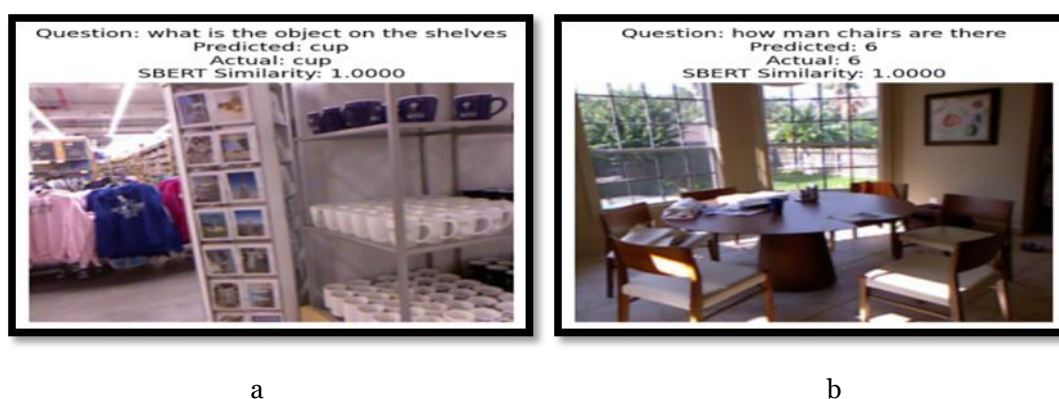 Question: what is the object on the shelves
Predicted: cup
Actual: cup
SBERT Similarity: 1.0000
Question: how man chairs are there
Predicted: 6
Actual: 6
SBERT Similarity: 1.0000
a
b